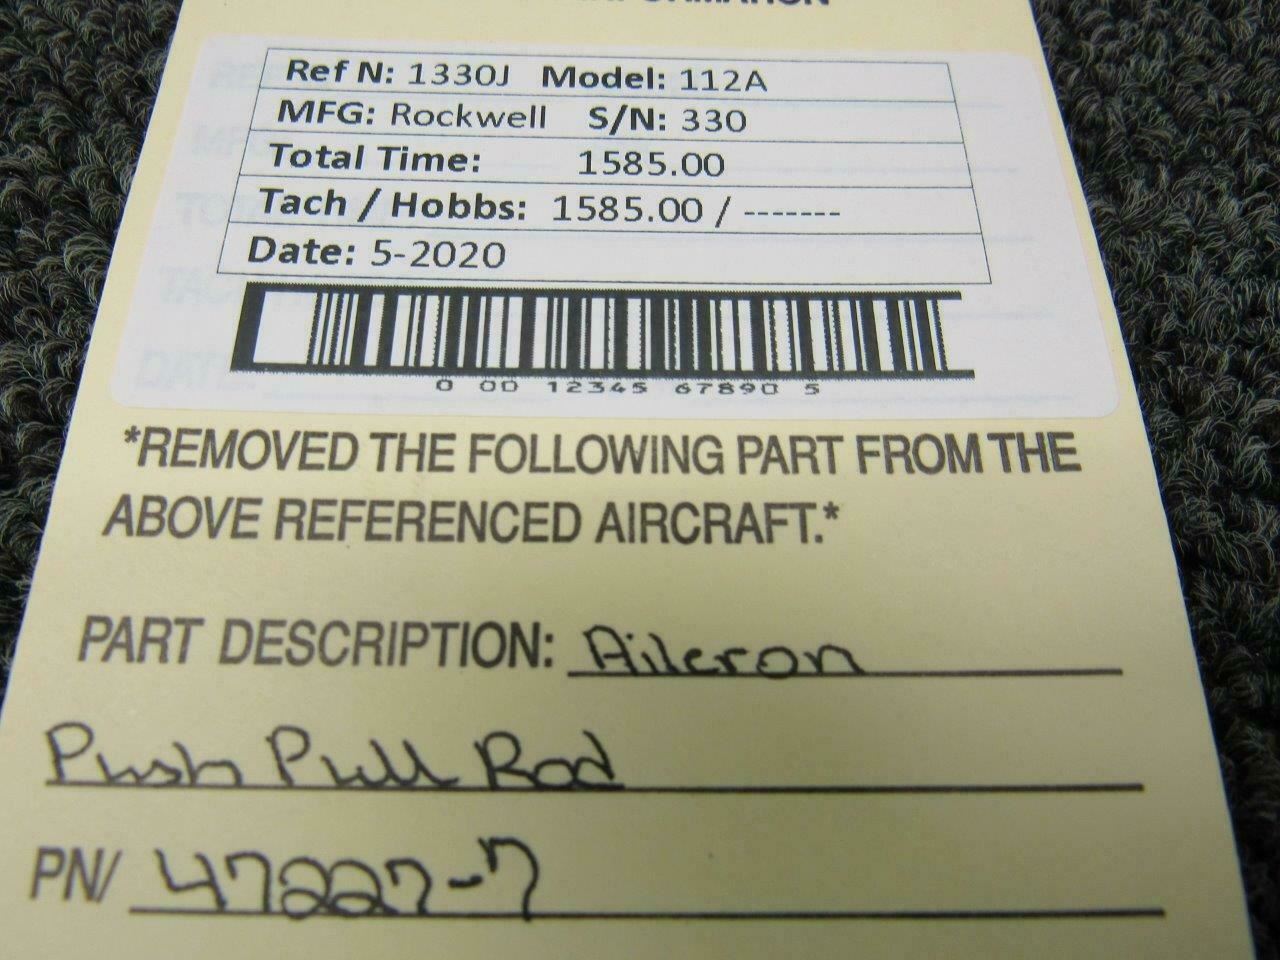 INFORMATION
Ref N: 1330J Model: 112A
MFG: Rockwell S/N: 330
Total Time: 1585.00
Tach / Hobbs: 1585.00 / -------
Date: 5-2020
0 00 12345 67890 5
*REMOVED THE FOLLOWING PART FROM THE
ABOVE REFERENCED AIRCRAFT.*
PART DESCRIPTION: Aileron
Push Pull Rod
PN/ 47227-7